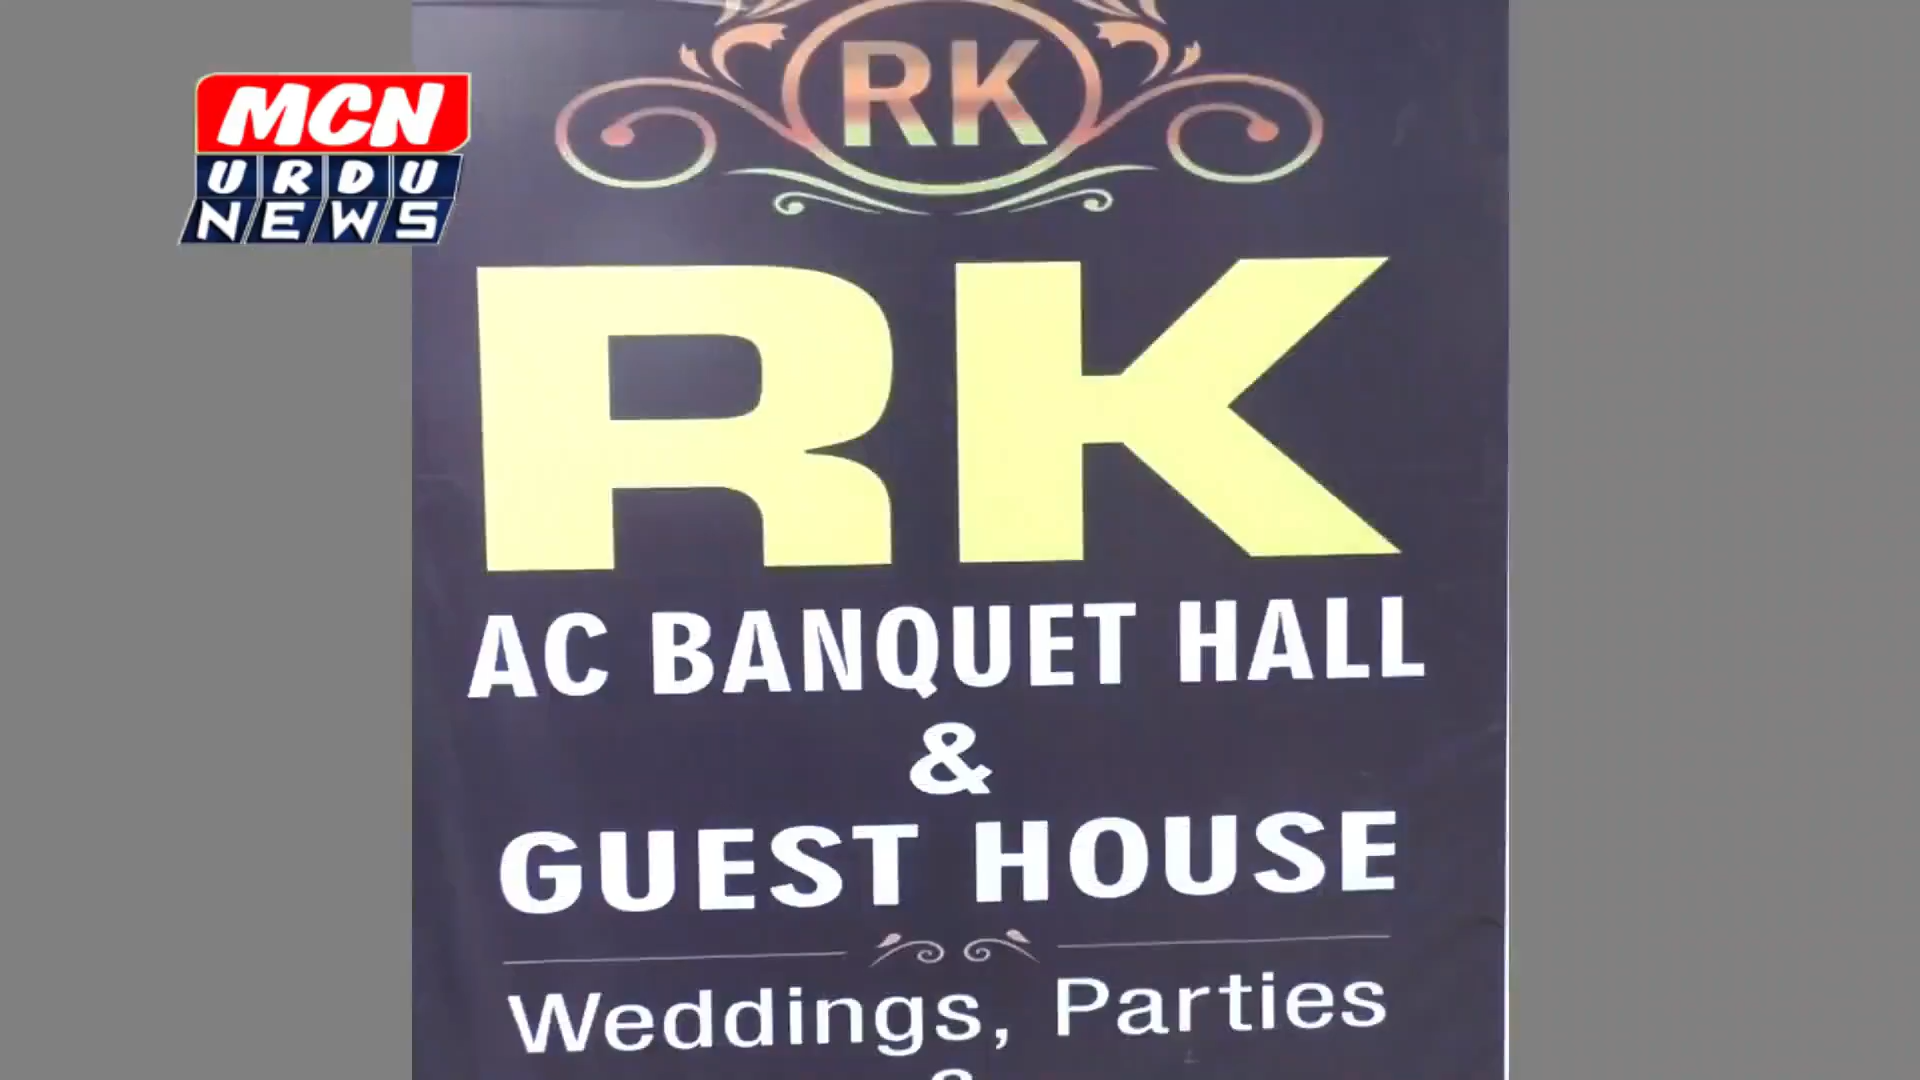 MCN
URDU
NEWS
RK
RK
AC BANQUET HALL
&
GUEST HOUSE
Weddings, Parties
&